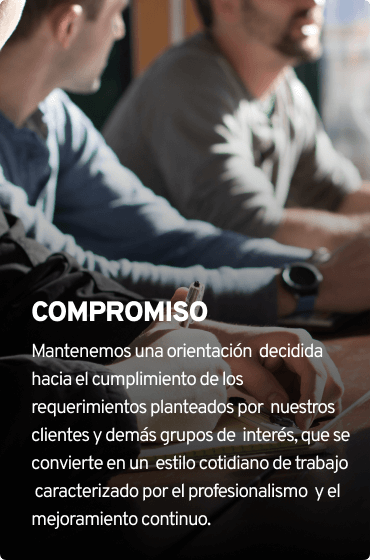 COMPROMISO
Mantenemos una orientación decidida
hacia el cumplimiento de los
requerimientos planteados por nuestros
clientes y demás grupos de interés, que se
convierte en un estilo cotidiano de trabajo
caracterizado por el profesionalismo y el
mejoramiento continuo.